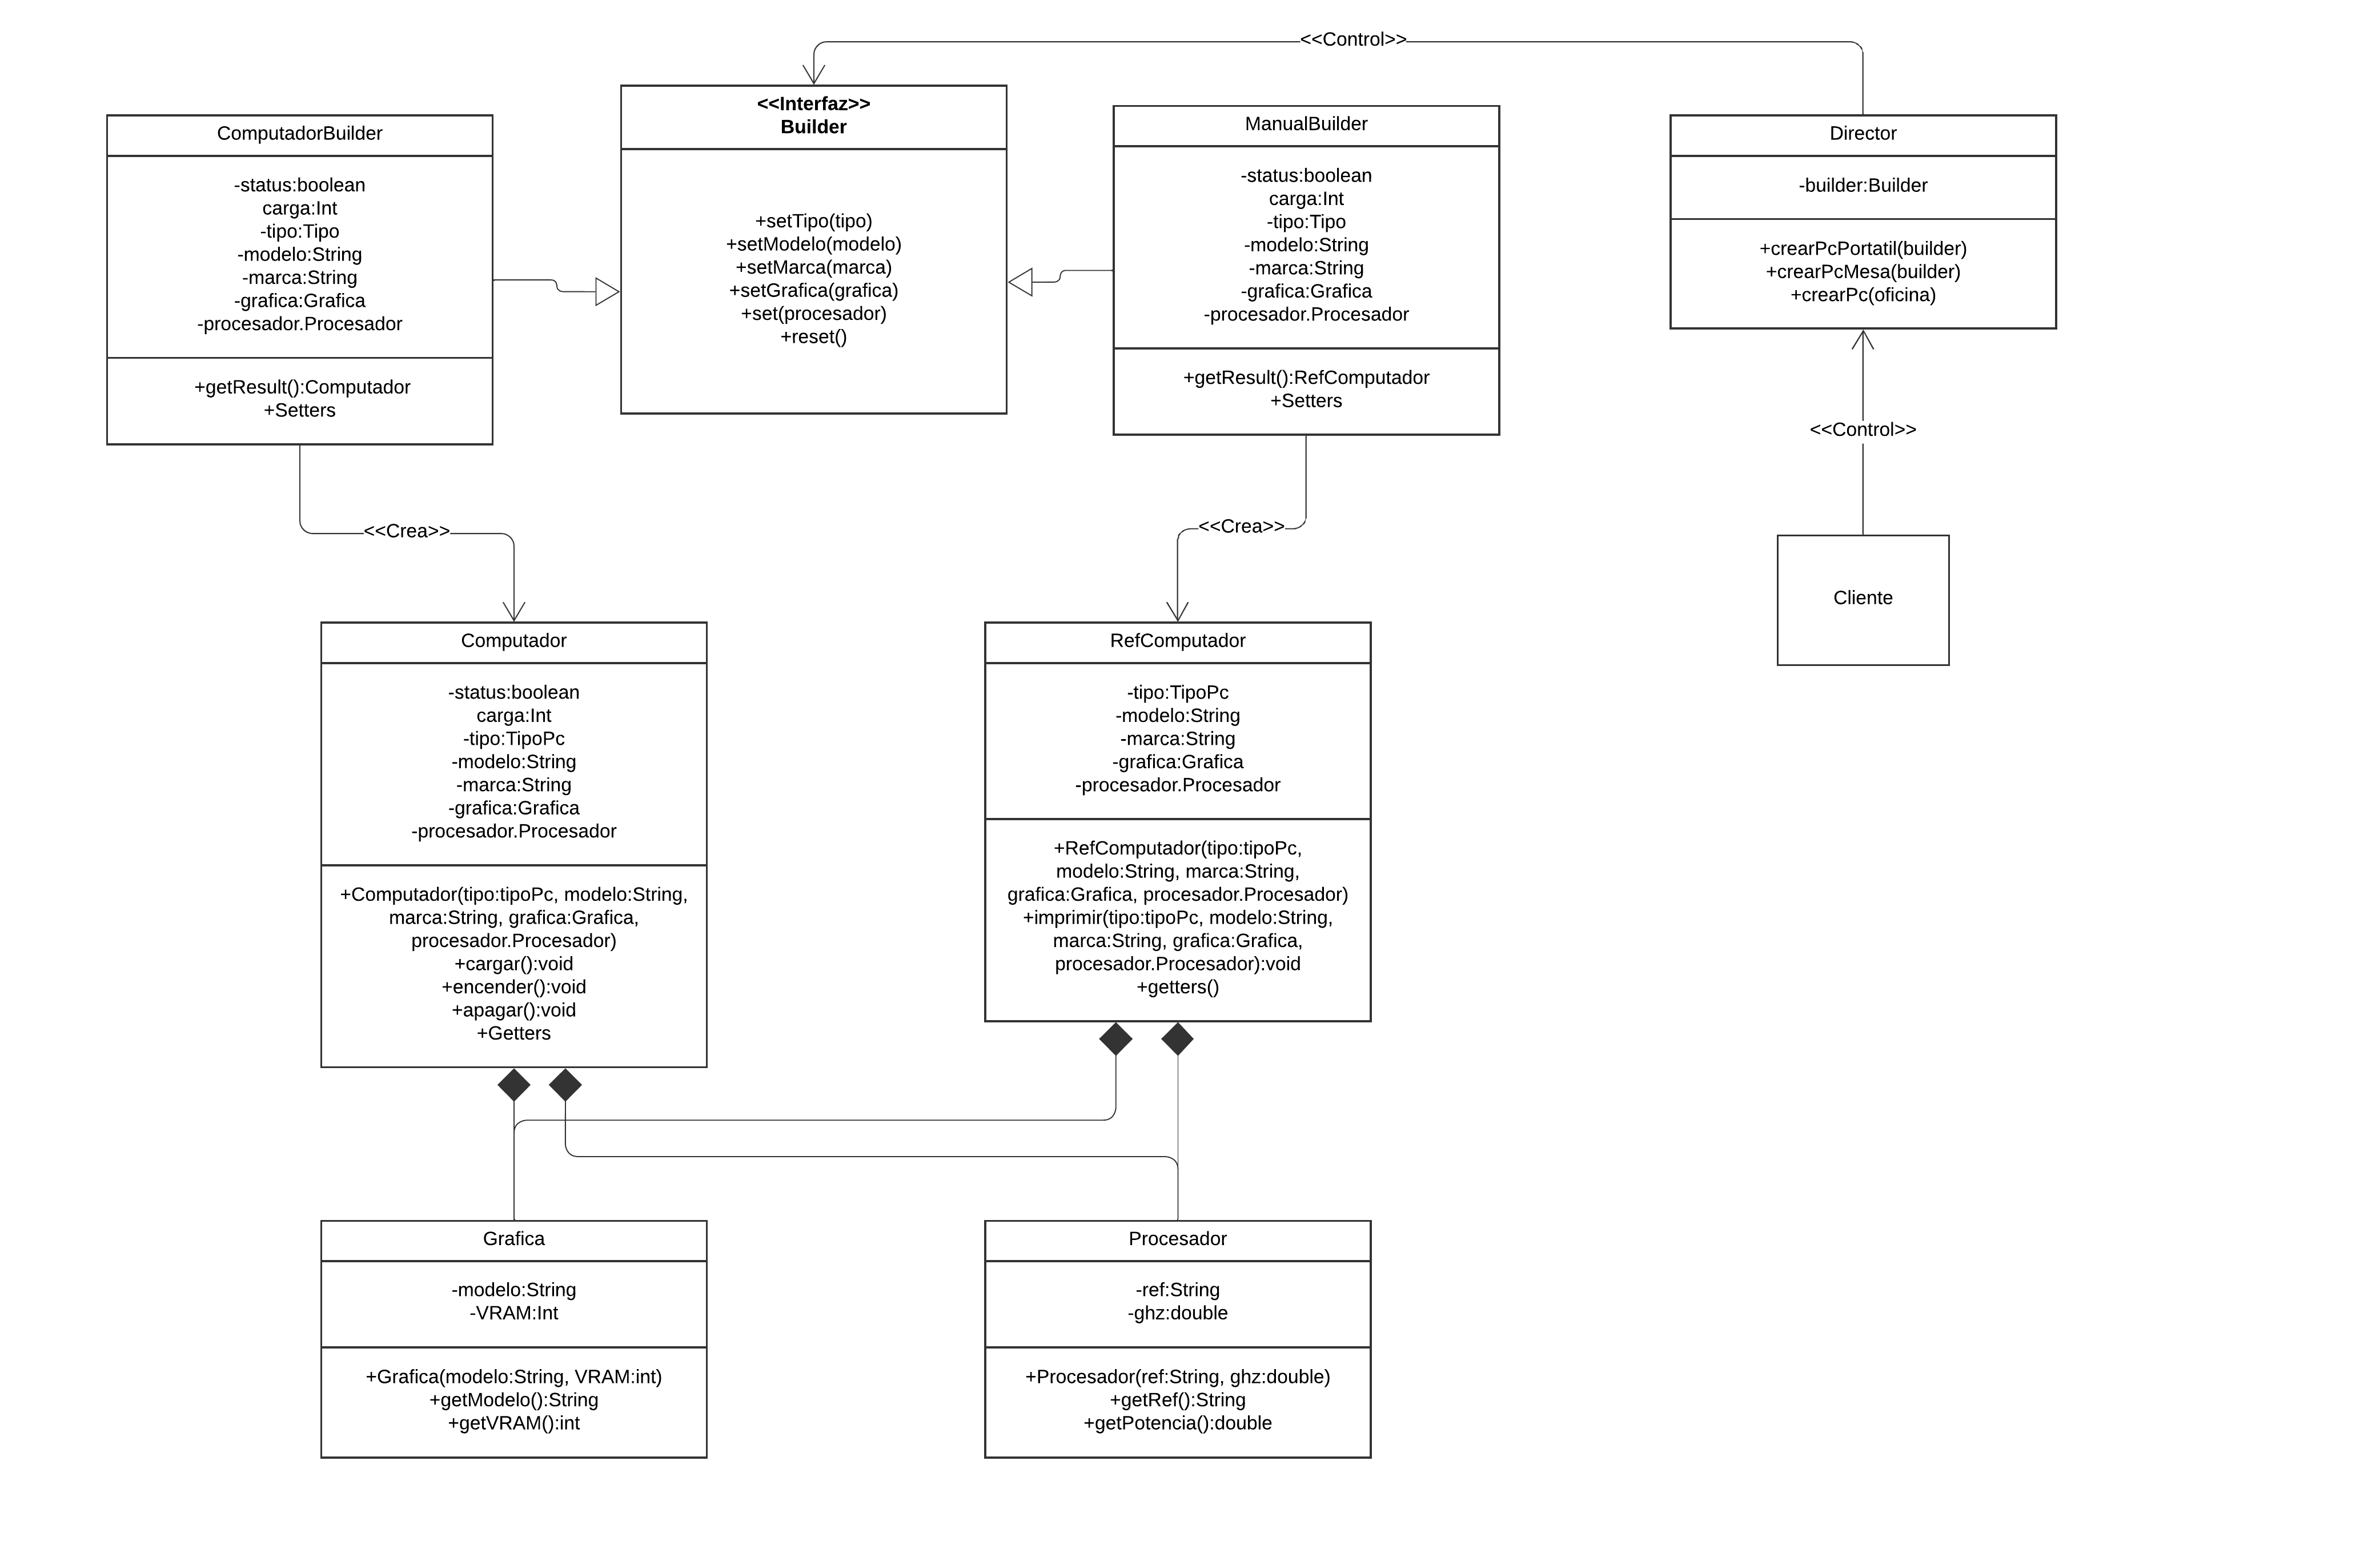 <<Control>>
ComputadorBuilder
-status:boolean
carga:Int
-tipo:Tipo
-modelo:String
-marca:String
-grafica:Grafica
-procesador.Procesador
+getResult():Computador
+Setters
<<Interfaz>>
Builder
+setTipo(tipo)
+setModelo(modelo)
+setMarca(marca)
+setGrafica(grafica)
+set(procesador)
+reset()
ManualBuilder
-status:boolean
carga:Int
-tipo:Tipo
-modelo:String
-marca:String
-grafica:Grafica
-procesador.Procesador
+getResult():RefComputador
+Setters
Director
-builder:Builder
+crearPcPortatil(builder)
+crearPcMesa(builder)
+crearPc(oficina)
<<Control>>
<<Crea>>
<<Crea>>
Cliente
Computador
-status:boolean
carga:Int
-tipo:TipoPc
-modelo:String
-marca:String
-grafica:Grafica
-procesador.Procesador
+Computador(tipo:tipoPc, modelo:String,
marca:String, grafica:Grafica,
procesador.Procesador)
+cargar():void
+encender():void
+apagar():void
+Getters
RefComputador
-tipo:TipoPc
-modelo:String
-marca:String
-grafica:Grafica
-procesador.Procesador
+RefComputador(tipo:tipoPc,
modelo:String, marca:String,
grafica:Grafica, procesador.Procesador)
+imprimir(tipo:tipoPc, modelo:String,
marca:String, grafica:Grafica,
procesador.Procesador):void
+getters()
Grafica
-modelo:String
-VRAM:Int
+Grafica(modelo:String, VRAM:int)
+getModelo():String
+getVRAM():int
Procesador
-ref:String
-ghz:double
+Procesador(ref:String, ghz:double)
+getRef():String
+getPotencia():double